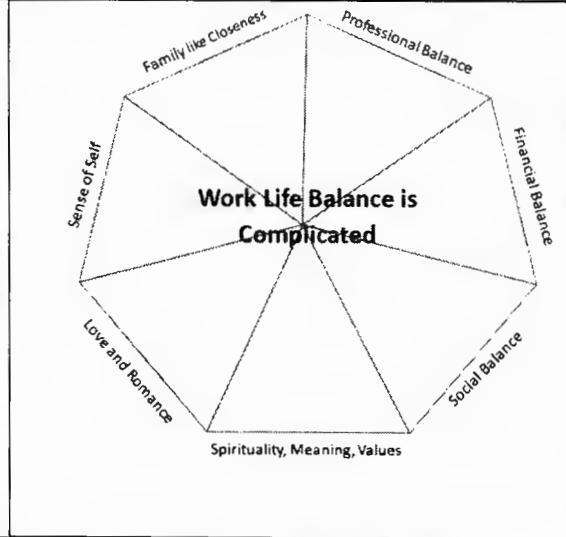 Family like Closeness
Professional Balance
Sense of Self
Financial Balance
Work Life Balance is
Complicated
Love and Romance
Social Balance
Spirituality, Meaning, Values